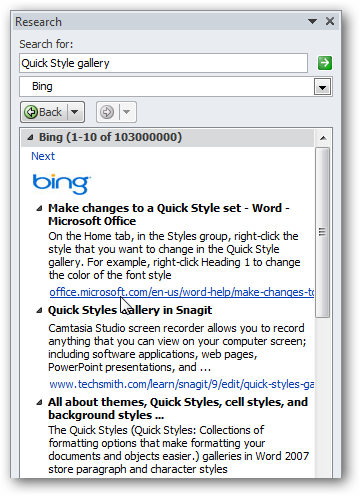 Research
Search for:
Quick Style gallery
Bing
Back
Bing (1-10 of 103000000)
Next
bing
Make changes to a Quick Style set - Word -
Microsoft Office
On the Home tab, in the Styles group, right-click the
style that you want to change in the Quick Style
gallery. For example, right-click Heading 1 to change
the color of the font style
office.microsoft.com/en-us/word-help/make-changes-to
Quick Styles Gallery in Snagit
Camtasia Studio screen recorder allows you to record
anything that you can view on your computer screen;
including software applications, web pages,
PowerPoint presentations, and ...
www.techsmith.com/learn/snagit/9/edit/quick-styles-ga
All about themes, Quick Styles, cell styles, and
background styles ...
The Quick Styles (Quick Styles: Collections of
formatting options that make formatting your
documents and objects easier.) galleries in Word 2007
store paragraph and character styles